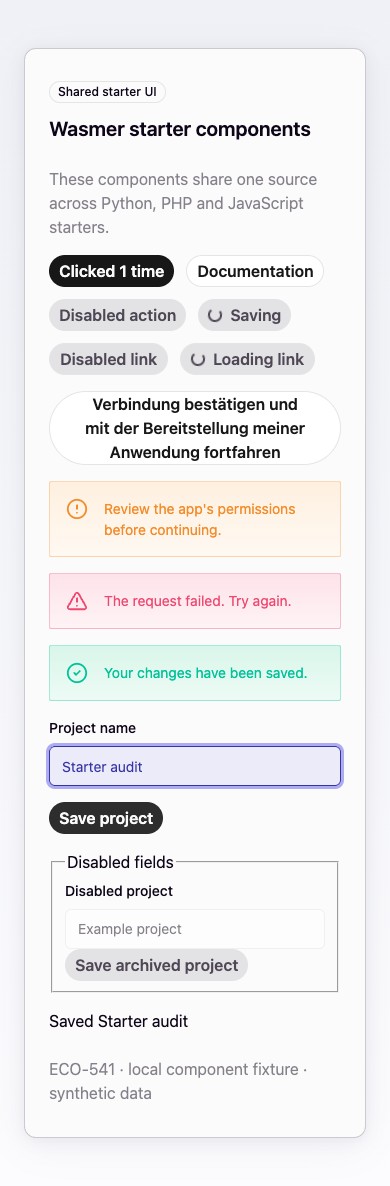 Shared starter UI
Wasmer starter components
These components share one source
across Python, PHP and JavaScript
starters.
Clicked 1 time
Documentation
Disabled action
Saving
Disabled link
Loading link
Verbindung bestätigen und
mit der Bereitstellung meiner
Anwendung fortfahren
Review the app's permissions
before continuing.
The request failed. Try again.
Your changes have been saved.
Project name
Starter audit
Save project
Disabled fields
Disabled project
Example project
Save archived project
Saved Starter audit
ECO-541 · local component fixture ·
synthetic data